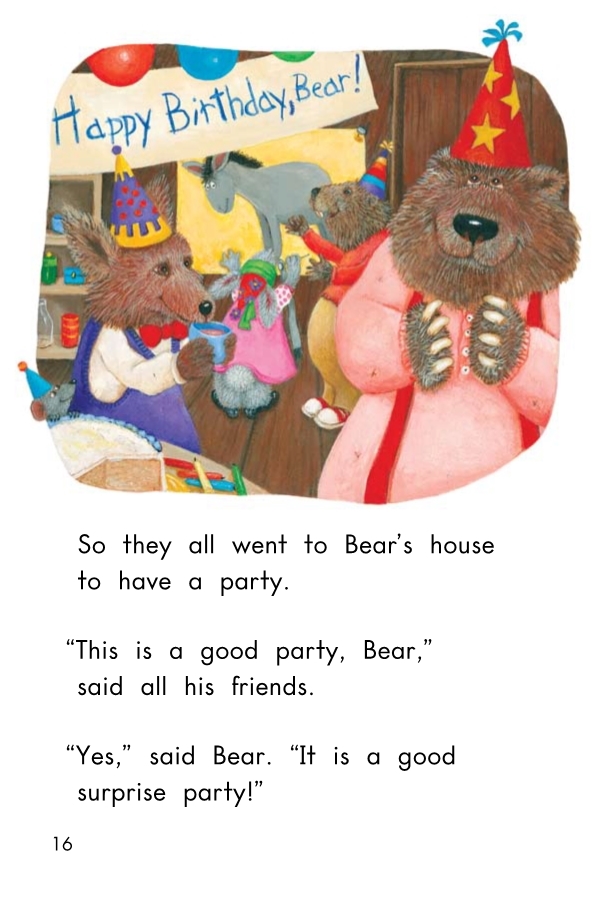 Happy Birthday, Bear!
So they all went to Bear's house
to have a party.
“This is a good party, Bear,”
said all his friends.
“Yes,” said Bear. “It is a good
surprise party!”
16